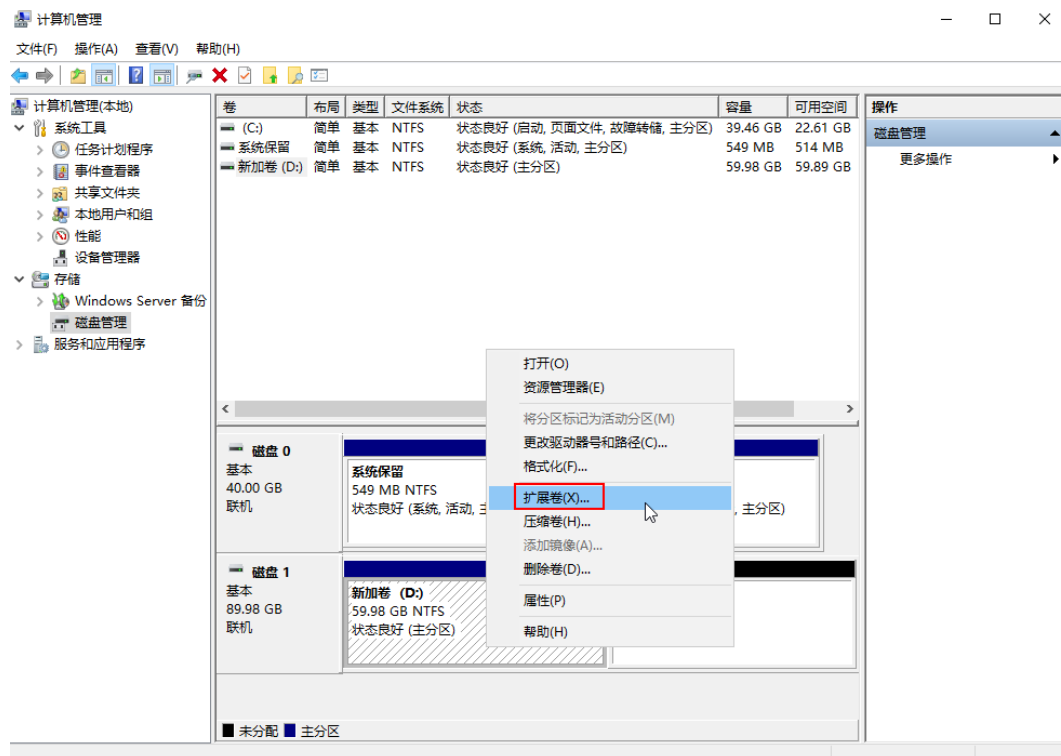 计算机管理
文件(F) 操作(A) 查看(V) 帮助(H)
计算机管理(本地)
系统工具
任务计划程序
事件查看器
共享文件夹
本地用户和组
性能
设备管理器
存储
Windows Server 备份
磁盘管理
服务和应用程序
卷 布局 类型 文件系统 状态 容量 可用空间
(C:) 简单 基本 NTFS 状态良好 (启动, 页面文件, 故障转储, 主分区) 39.46 GB 22.61 GB
系统保留 简单 基本 NTFS 状态良好 (系统, 活动, 主分区) 549 MB 514 MB
新加卷 (D:) 简单 基本 NTFS 状态良好 (主分区) 59.98 GB 59.89 GB
操作
磁盘管理
更多操作
打开(O)
资源管理器(E)
将分区标记为活动分区(M)
更改驱动器号和路径(C)...
格式化(F)...
扩展卷(X)...
压缩卷(H)...
添加镜像(A)...
删除卷(D)...
属性(P)
帮助(H)
磁盘 0
基本
40.00 GB
联机
系统保留
549 MB NTFS
状态良好 (系统, 活动, 主
, 主分区)
磁盘 1
基本
89.98 GB
联机
新加卷 (D:)
59.98 GB NTFS
状态良好 (主分区)
未分配 主分区